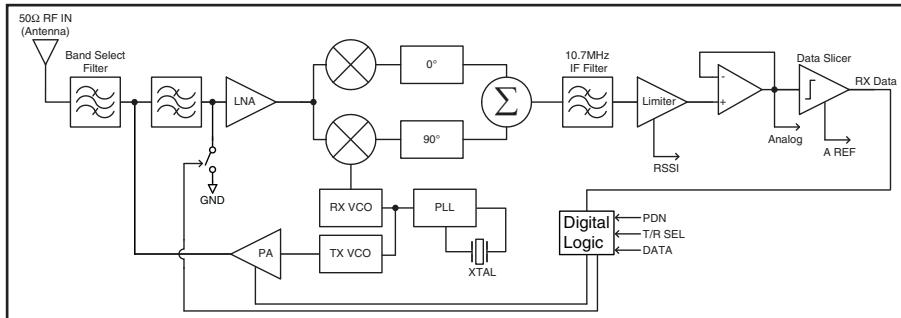 50Ω RF IN
(Antenna)
Band Select
Filter
LNA
0°
90°
Σ
10.7MHz
IF Filter
Limiter
RSSI
-
+
Analog
Data Slicer
RX Data
A REF
GND
RX VCO
PLL
TX VCO
PA
XTAL
Digital
Logic
PDN
T/R SEL
DATA